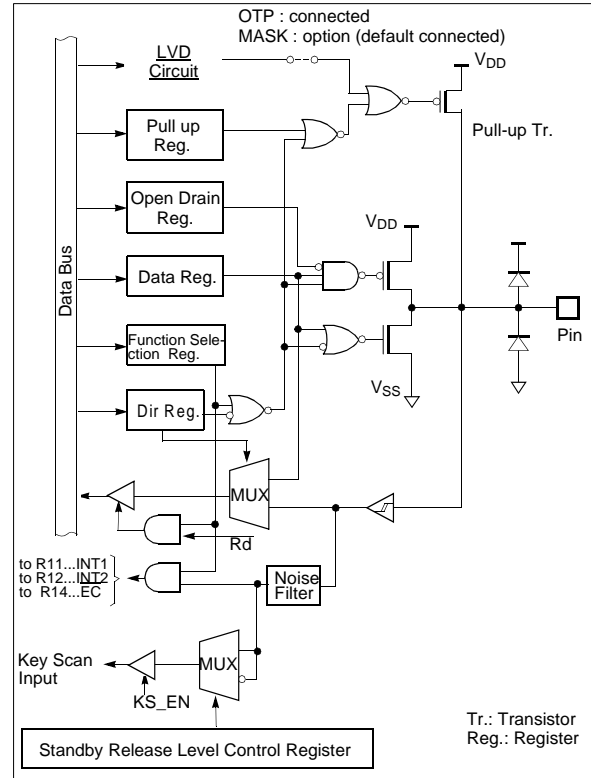 OTP : connected
MASK : option (default connected)
LVD
Circuit
VDD
Pull up
Reg.
Pull-up Tr.
Open Drain
Reg.
VDD
Data Bus
Data Reg.
Pin
Function Sele-
ction Reg.
VSS
Dir Reg.
MUX
Rd
to R11...INT1
to R12...INT2
to R14...EC
Noise
Filter
Key Scan
Input
MUX
KS_EN
Tr.: Transistor
Reg.: Register
Standby Release Level Control Register